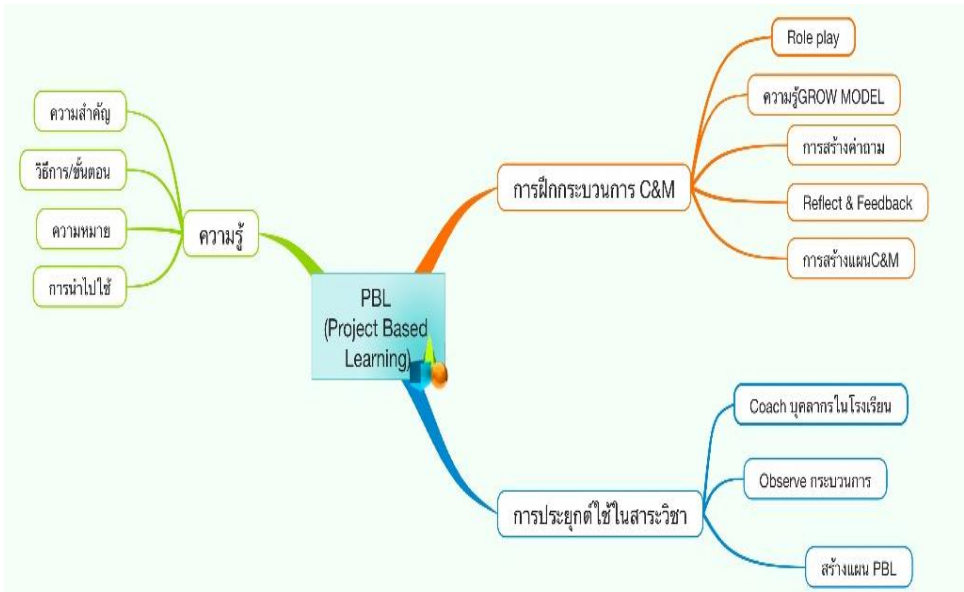 PBL
(Project Based
Learning)
ความรู้
ความสำคัญ
วิธีการ/ขั้นตอน
ความหมาย
การนำไปใช้
การฝึกกระบวนการ C&M
Role play
ความรู้GROW MODEL
การสร้างคำถาม
Reflect & Feedback
การสร้างแผนC&M
การประยุกต์ใช้ในสาระวิชา
Coach บุคลากรในโรงเรียน
Observe กระบวนการ
สร้างแผน PBL